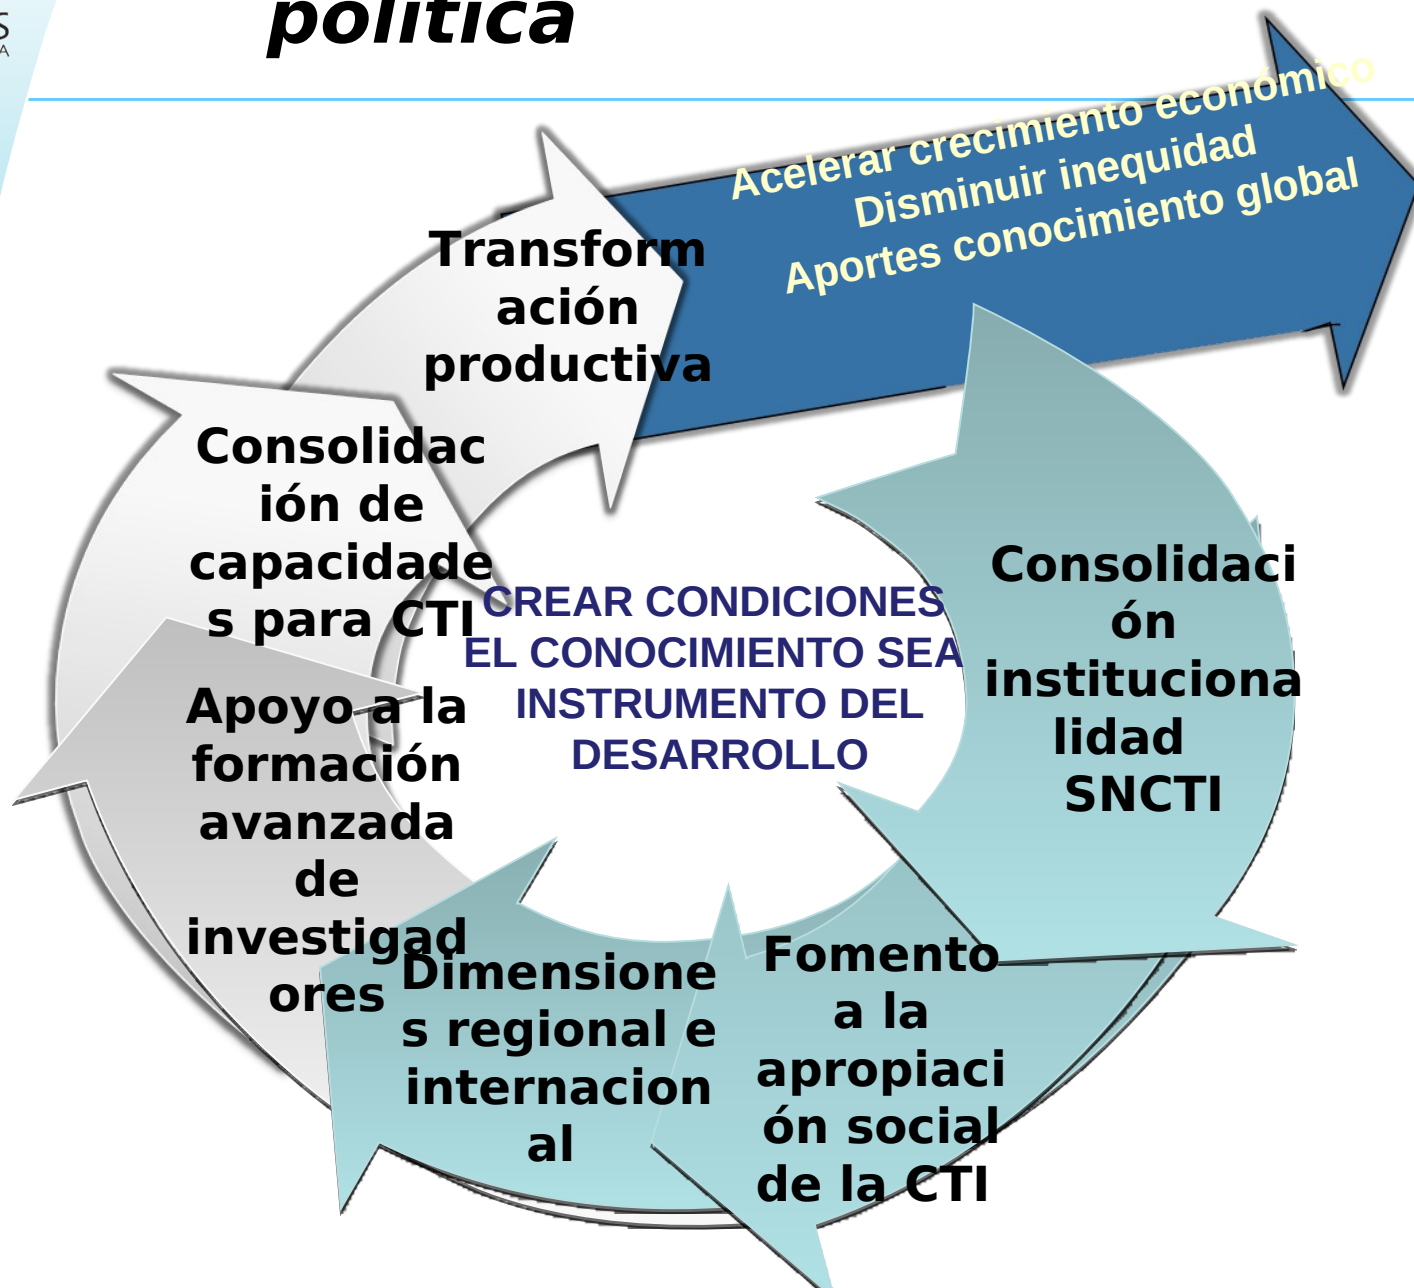 S
A
política
Acelerar crecimiento económico
Disminuir inequidad
Aportes conocimiento global
Transform
ación
productiva
Consolidac
ión de
capacidade
s para CTI
Apoyo a la
formación
avanzada
de
investigad
ores
CREAR CONDICIONES
EL CONOCIMIENTO SEA
INSTRUMENTO DEL
DESARROLLO
Consolidaci
ón
instituciona
lidad
SNCTI
Dimensione
s regional e
internacion
al
Fomento
a la
apropiaci
ón social
de la CTI